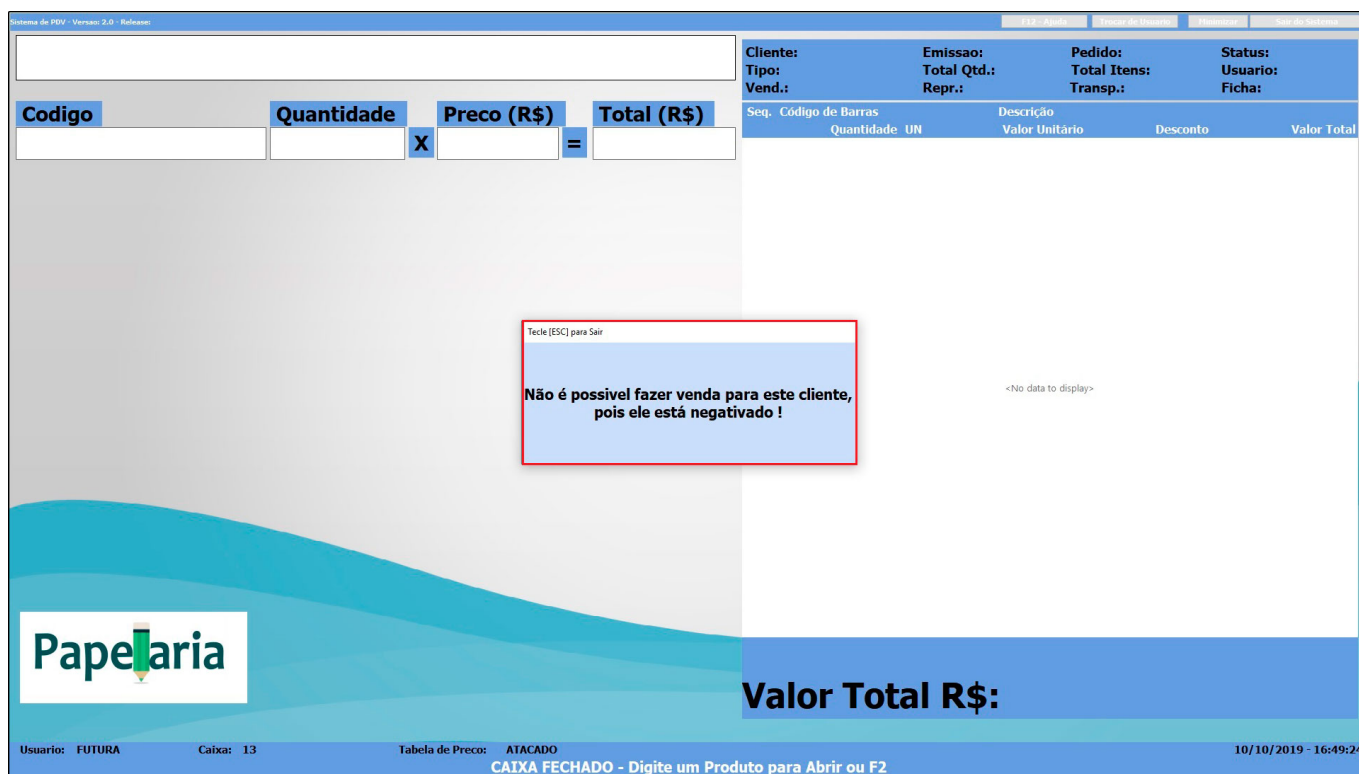 Sistema de PDV - Versao: 2.0 - Release:
F12 - Ajuda Trocar de Usuario Minimizar Sair do Sistema
Cliente: Emissao: Pedido: Status:
Tipo: Total Qtd.: Total Itens: Usuario:
Vend.: Repr.: Transp.: Ficha:
Codigo Quantidade Preco (R$) Total (R$)
X =
Seq. Código de Barras Descrição
Quantidade UN Valor Unitário Desconto Valor Total
Tecle [ESC] para Sair
Não é possivel fazer venda para este cliente,
pois ele está negativado !
<No data to display>
Papelaria
Valor Total R$:
Usuario: FUTURA Caixa: 13 Tabela de Preco: ATACADO 10/10/2019 - 16:49:24
CAIXA FECHADO - Digite um Produto para Abrir ou F2